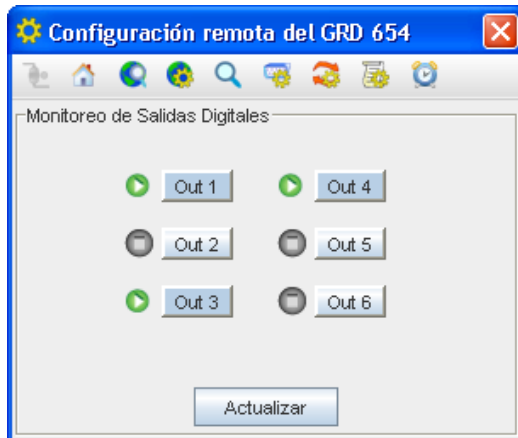 Configuración remota del GRD 654
Monitoreo de Salidas Digitales
Out 1
Out 4
Out 2
Out 5
Out 3
Out 6
Actualizar